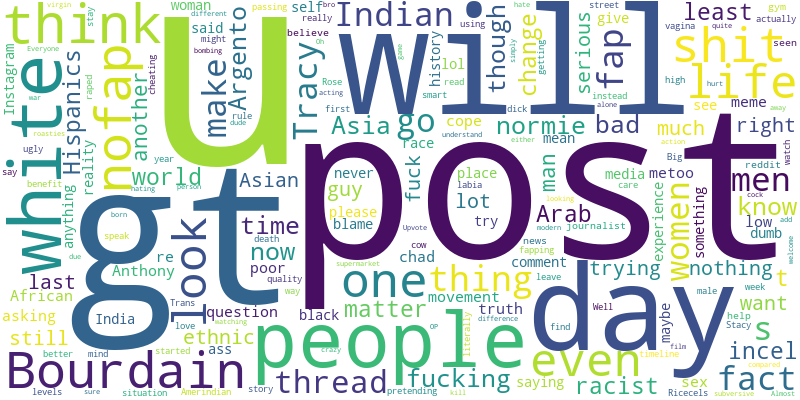 think
u
will
post
gt
day
people
white
nofap
Bourdain
Hispanics
another
woman
said
make
self
believe
Argento
Tracy
Indian
though
history
change
least
give
serious
fap
shit
life
meme
gym
actually
seen
Instagram
stay
different
might
bombing
passing
street
using
really
bro
Rose
acting
Oh
virgin
Everyone
war
raped
roasties
ugly
say
year
rule
dude
cheating
first
smart
read
lol
Asia
go
cope
race
normie
understand
either
dick
instead
alone
bad
mean
high
hurt
vagina
quite
hate
game
simply
getting
see
much
right
away
watch
action
Big
reddit
metoo
media
care
men
women
know
low
dumb
add
cock
welcome
world
reality
anything
benefit
hating
person
Asian
time
guy
please
blame
never
fuck
place
labia
lot
try
man
Arab
experience
something
nothing
looking
modern
journalist
Upvote
cow
now
death
poor
quality
way
look
re
born
speak
due
last
African
Anthony
India
Trans
love
question
watching
supermarket
black
one
thing
chad
comment
news
fapping
leave
trying
movement
matter
truth
difference
OP
literally
asking
still
better
mind
started
ethnic
ass
crazy
story
thread
pretending
kill
fucking
even
saying
racist
Well
find
maybe
sex
male
week
help
Stacy
timeline
film
compared
Ricecels
subversive
Almost
want
t
s
incel
fact
levels
sure
situation
Amerindian